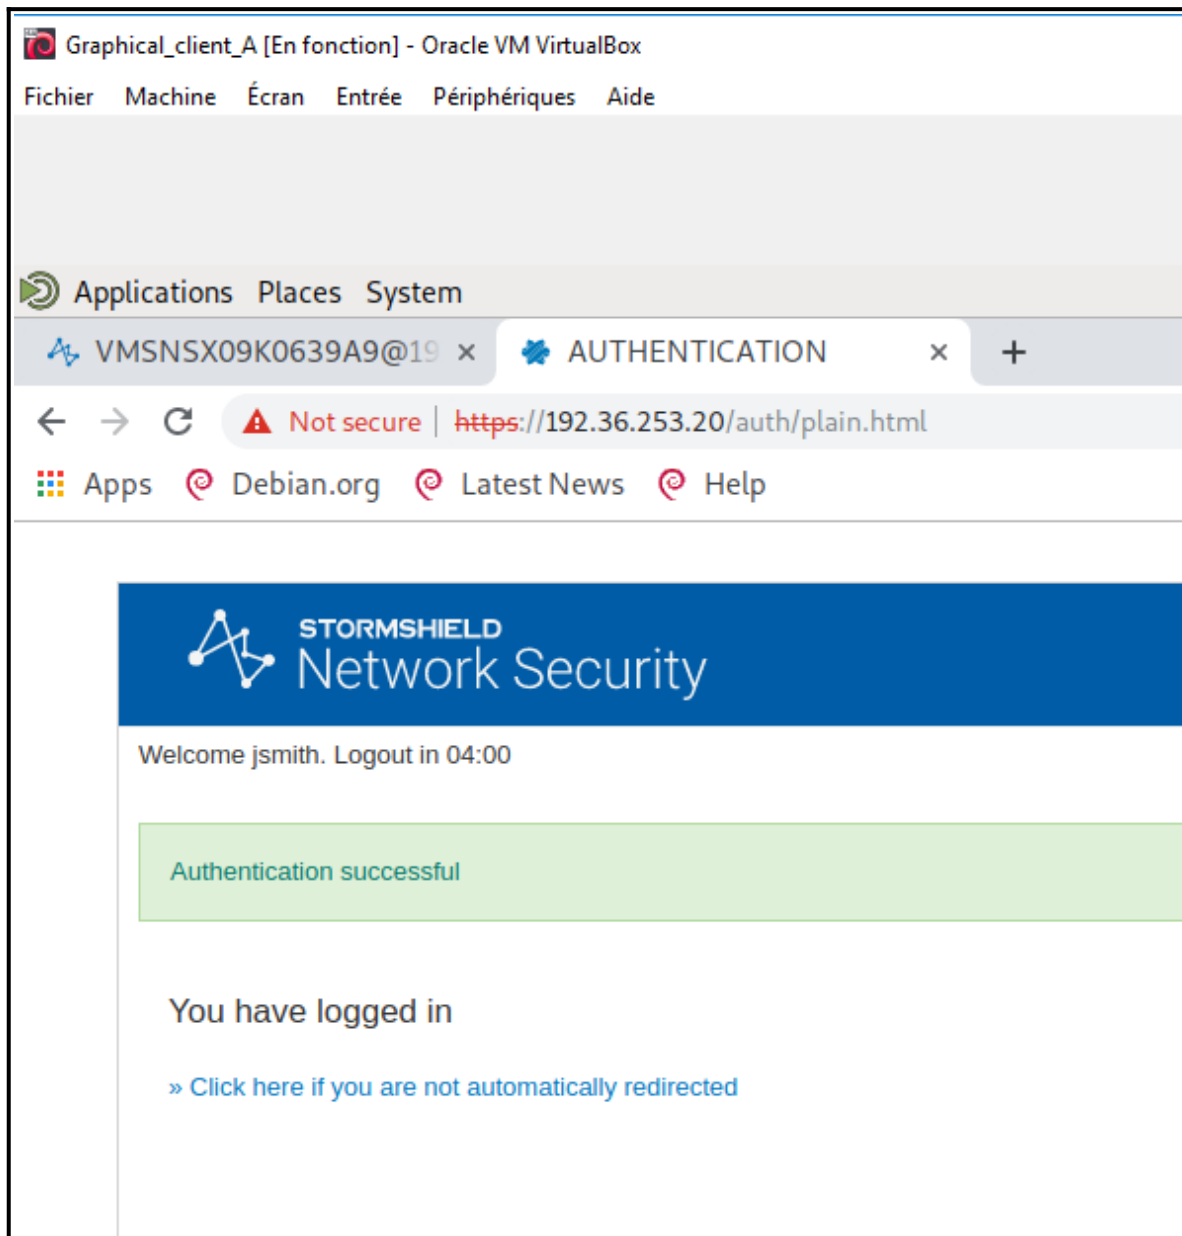 Graphical_client_A [En fonction] - Oracle VM VirtualBox
Fichier Machine Écran Entrée Périphériques Aide
Applications Places System
VMSNSX09K0639A9@19 × AUTHENTICATION × +
Not secure | https://192.36.253.20/auth/plain.html
Apps Debian.org Latest News Help
STORMSHIELD
Network Security
Welcome jsmith. Logout in 04:00
Authentication successful
You have logged in
» Click here if you are not automatically redirected